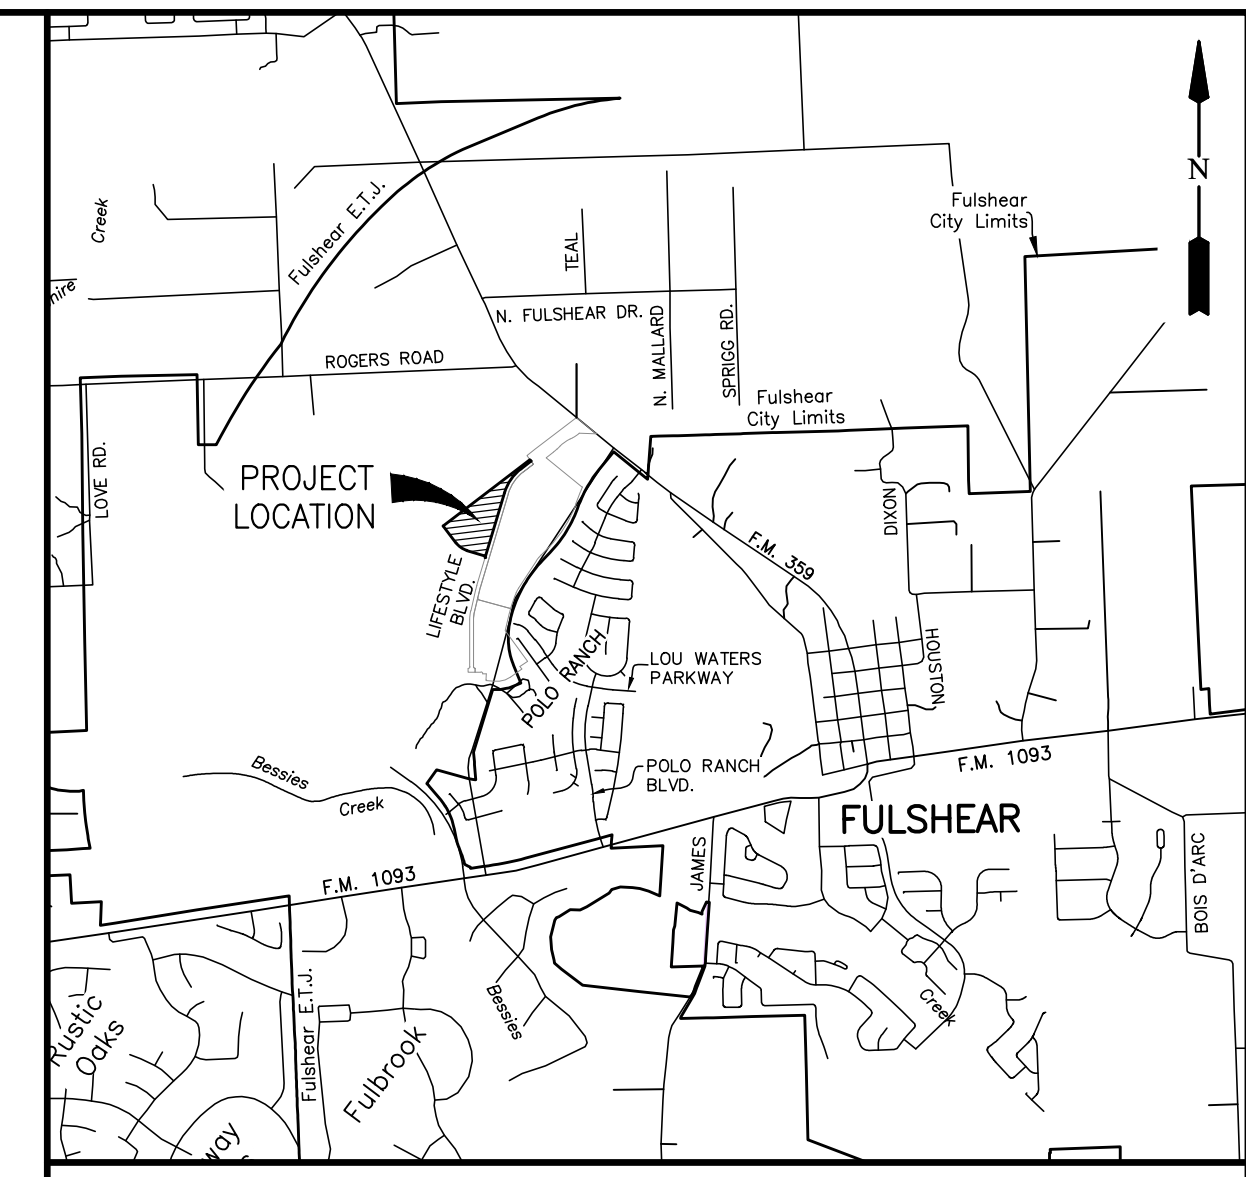 Creek
Fulshear E.T.J.
TEAL
Fulshear
City Limits
N
N. FULSHEAR DR.
N. MALLARD
SPRIGG RD.
ROGERS ROAD
Fulshear
City Limits
LOVE RD.
PROJECT
LOCATION
DIXON
F.M. 359
LIFESTYLE
BLVD.
POLO RANCH
LOU WATERS
PARKWAY
HOUSTON
Bessies
Creek
POLO RANCH
BLVD.
F.M. 1093
FULSHEAR
JAMES
BOIS D'ARC
F.M. 1093
Rustic
Oaks
Fulshear E.T.J.
Fulbrook
Bessies
Creek
way